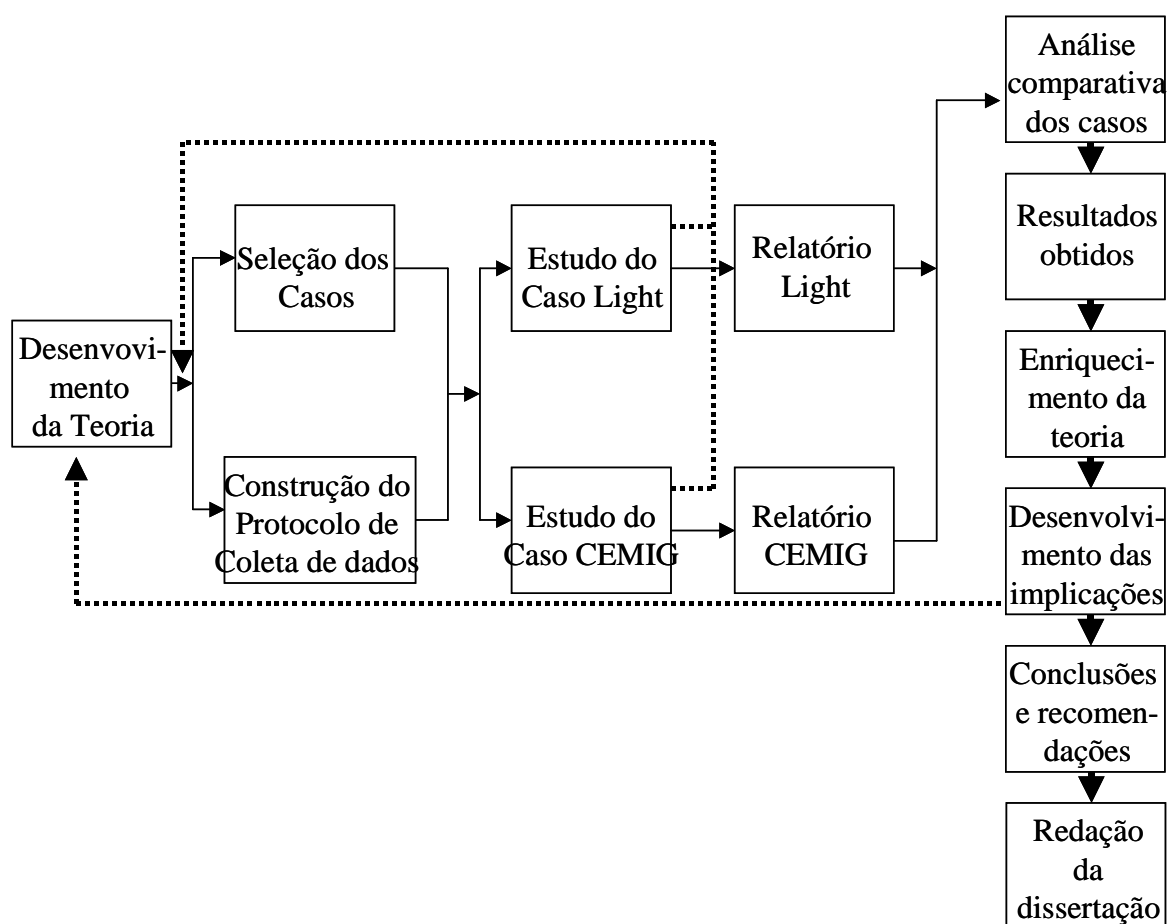 Desenvovi-
mento
da Teoria
Seleção dos
Casos
Construção do
Protocolo de
Coleta de dados
Estudo do
Caso Light
Estudo do
Caso CEMIG
Relatório
Light
Relatório
CEMIG
Análise
comparativa
dos casos
Resultados
obtidos
Enriqueci-
mento da
teoria
Desenvolvi-
mento das
implicações
Conclusões
e recomen-
dações
Redação
da
dissertação